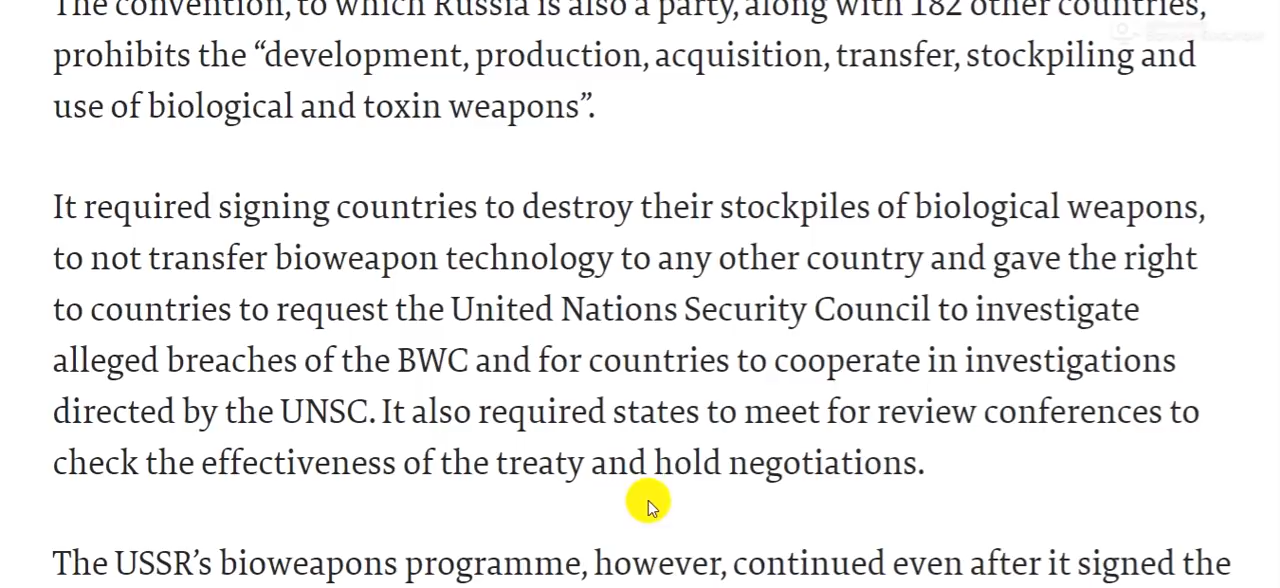 The convention, to which Russia is also a party, along with 182 other countries,
prohibits the “development, production, acquisition, transfer, stockpiling and
use of biological and toxin weapons”.
It required signing countries to destroy their stockpiles of biological weapons,
to not transfer bioweapon technology to any other country and gave the right
to countries to request the United Nations Security Council to investigate
alleged breaches of the BWC and for countries to cooperate in investigations
directed by the UNSC. It also required states to meet for review conferences to
check the effectiveness of the treaty and hold negotiations.
The USSR’s bioweapons programme, however, continued even after it signed the